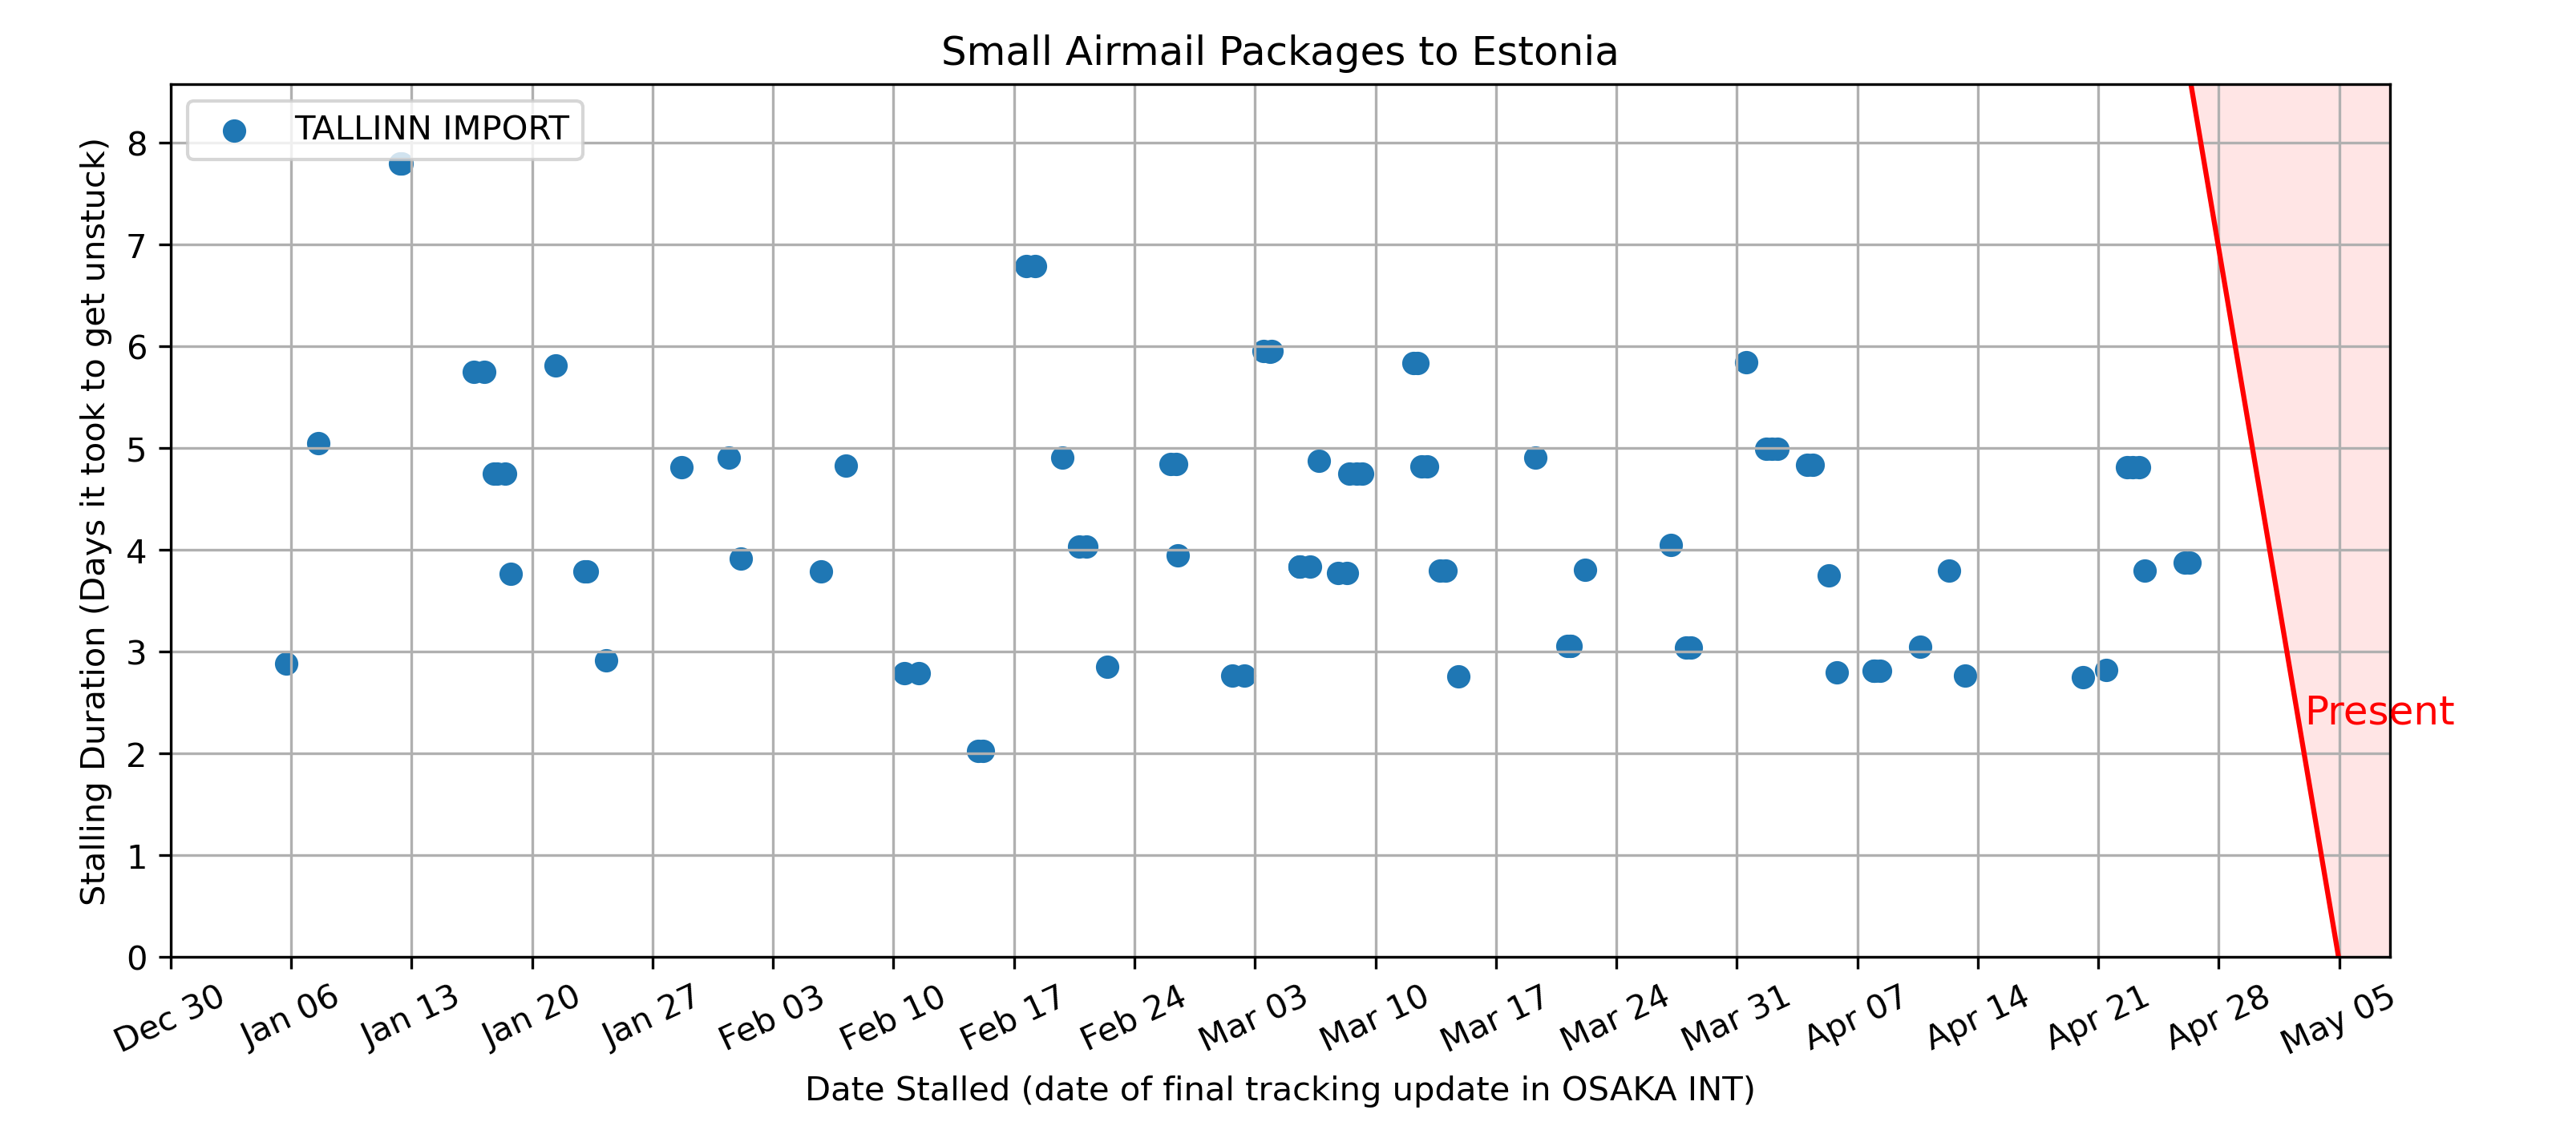 Small Airmail Packages to Estonia
TALLINN IMPORT
Stalling Duration (Days it took to get unstuck)
8
7
6
5
4
3
2
1
0
Present
Dec 30 Jan 06 Jan 13 Jan 20 Jan 27 Feb 03 Feb 10 Feb 17 Feb 24 Mar 03 Mar 10 Mar 17 Mar 24 Mar 31 Apr 07 Apr 14 Apr 21 Apr 28 May 05
Date Stalled (date of final tracking update in OSAKA INT)